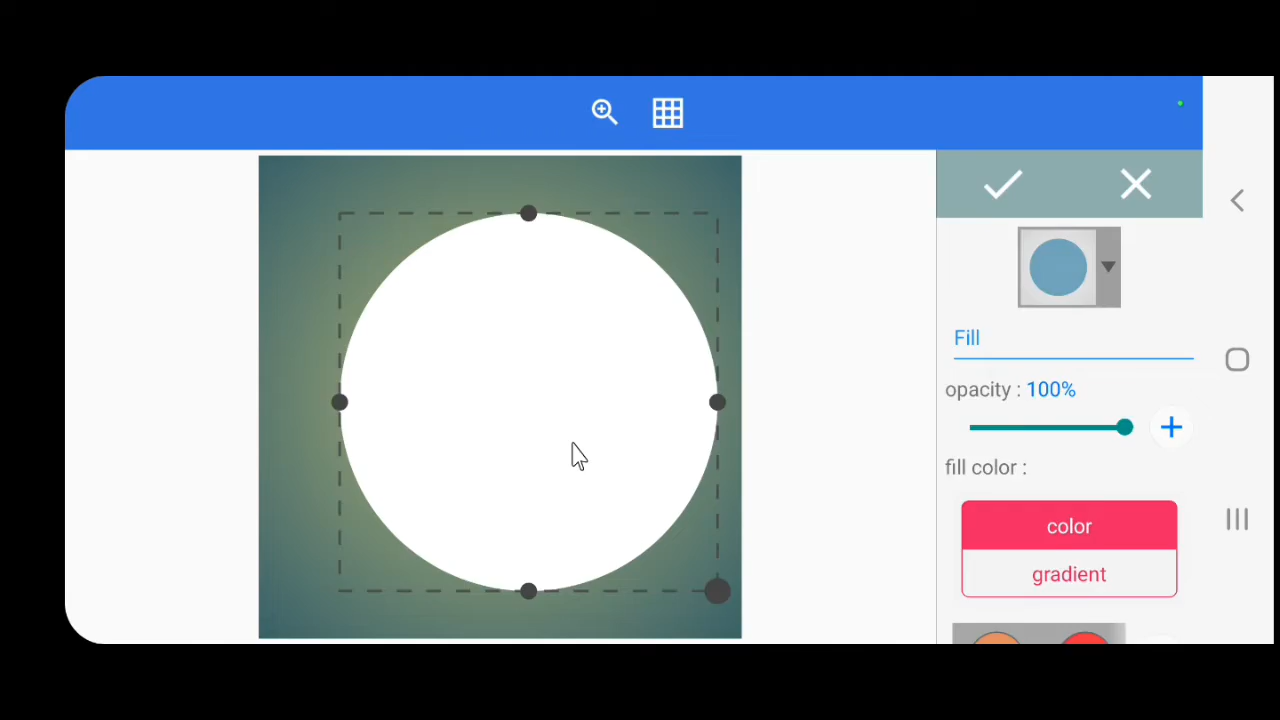 Fill
opacity : 100%
fill color :
color
gradient